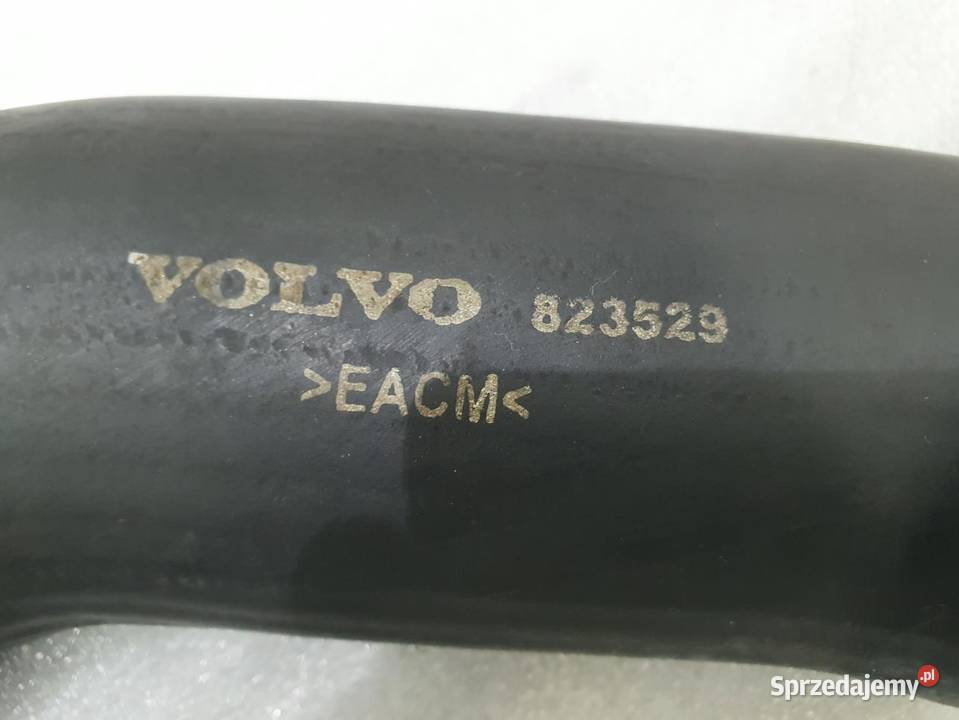 VOLVO 823529
>EACM<
Sprzedajemy.pl